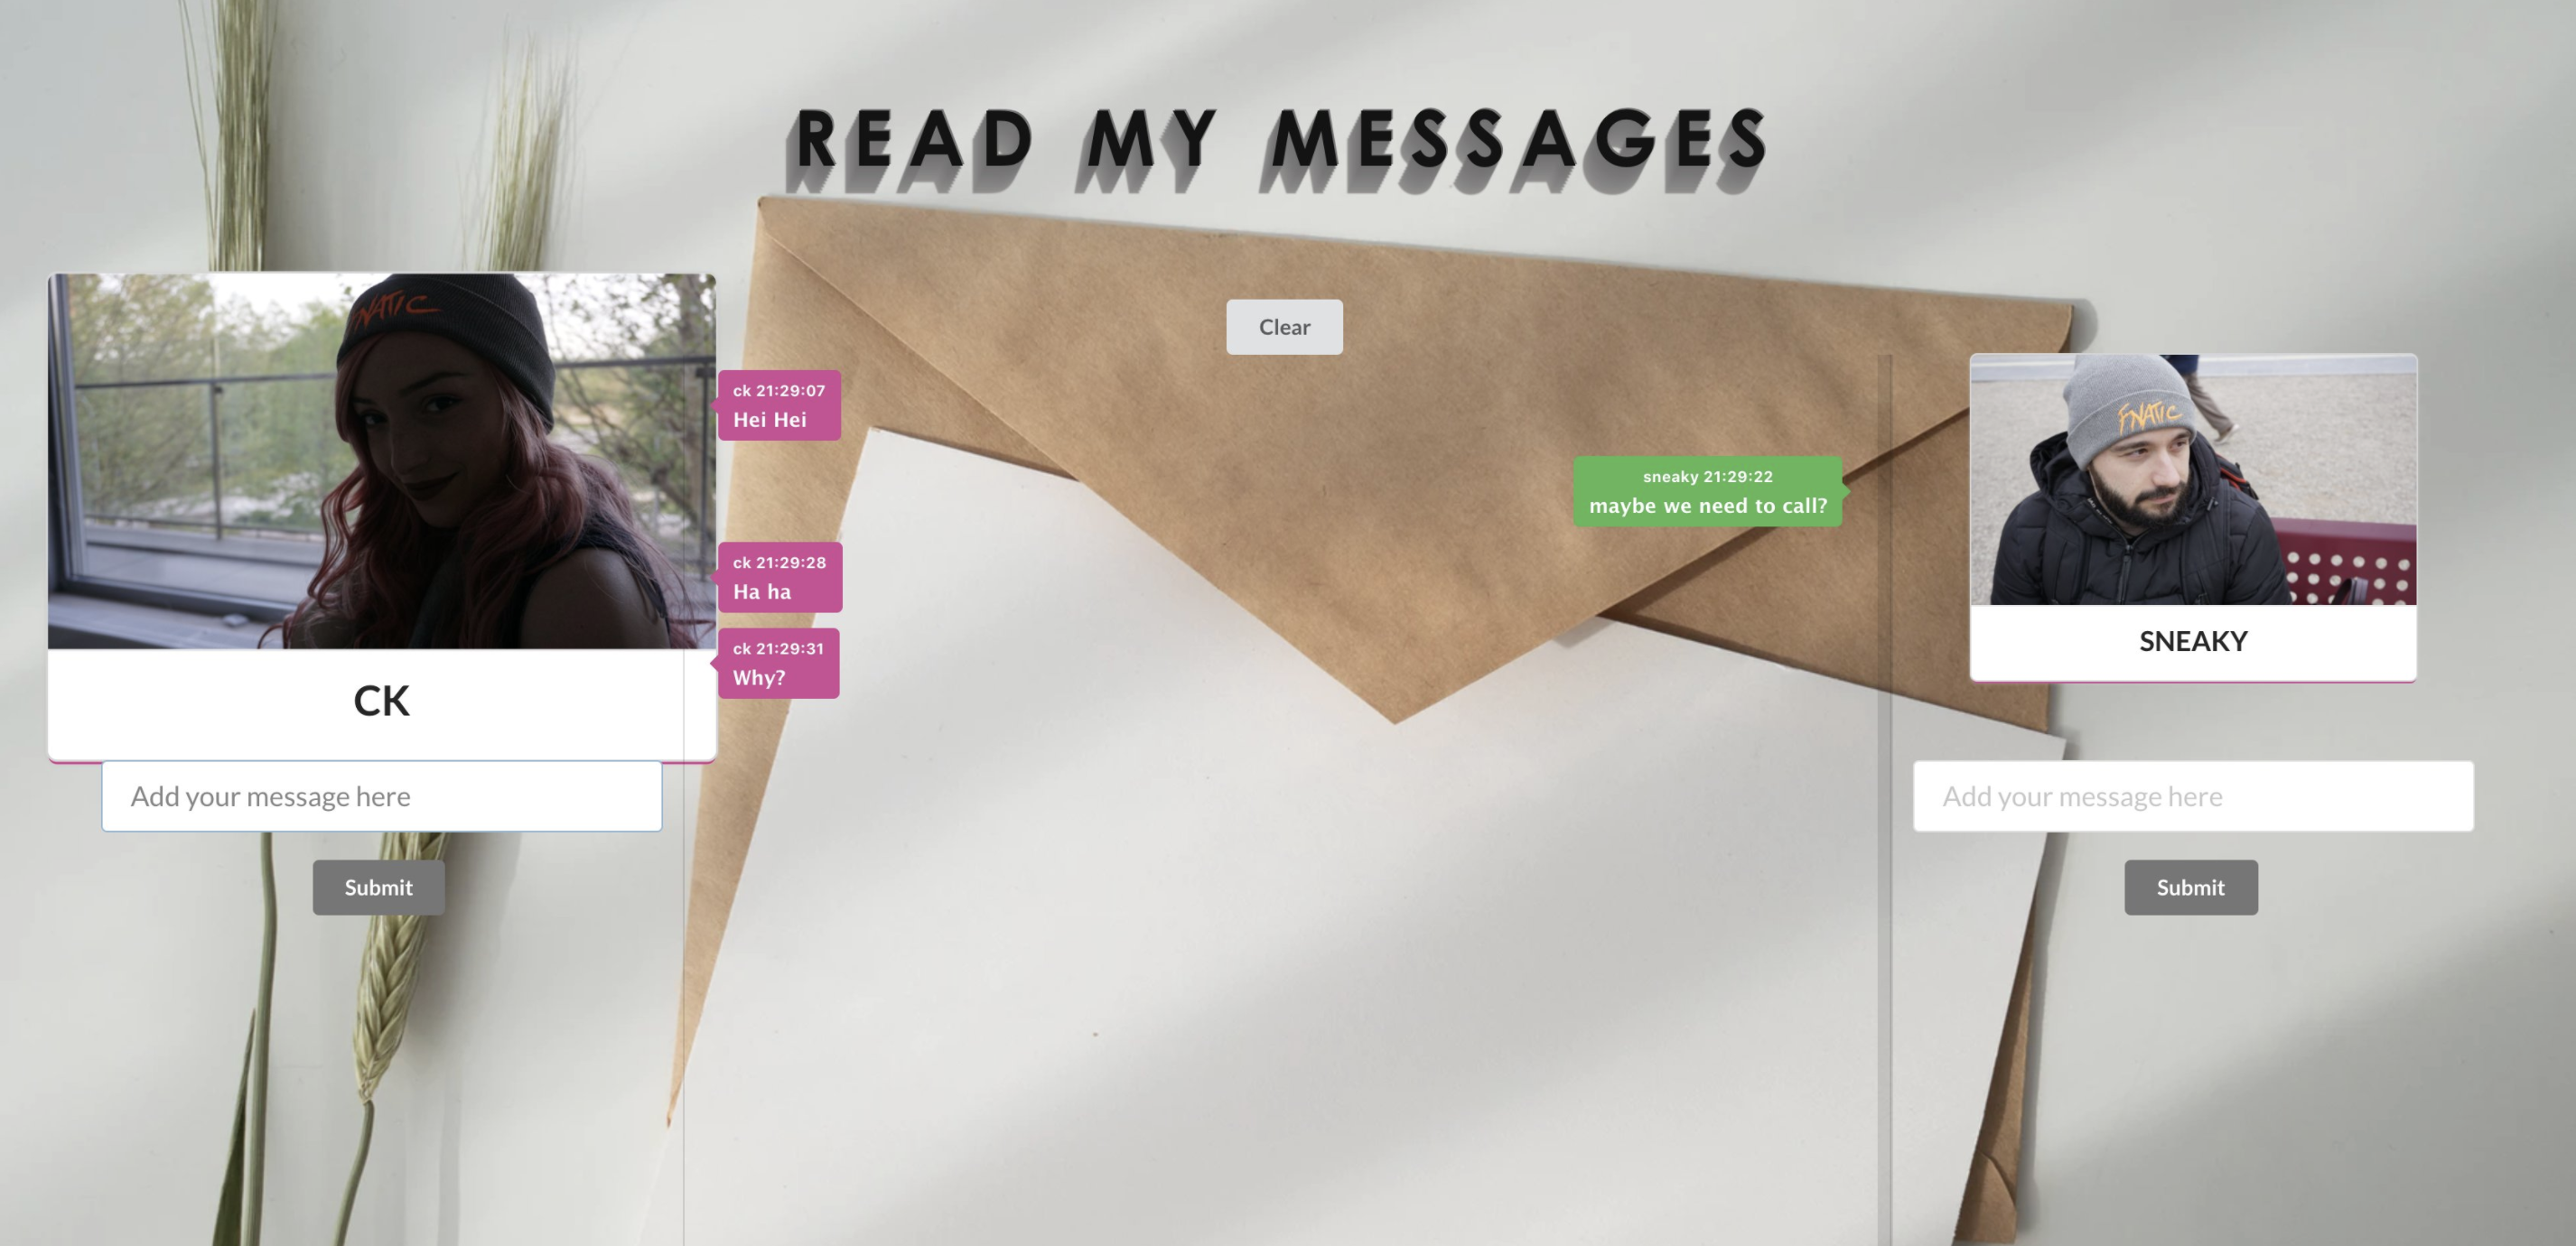 READ MY MESSAGES
Clear
FNATIC
ck 21:29:07
Hei Hei
FNATIC
sneaky 21:29:22
maybe we need to call?
ck 21:29:28
Ha ha
ck 21:29:31
Why?
SNEAKY
CK
Add your message here
Add your message here
Submit
Submit